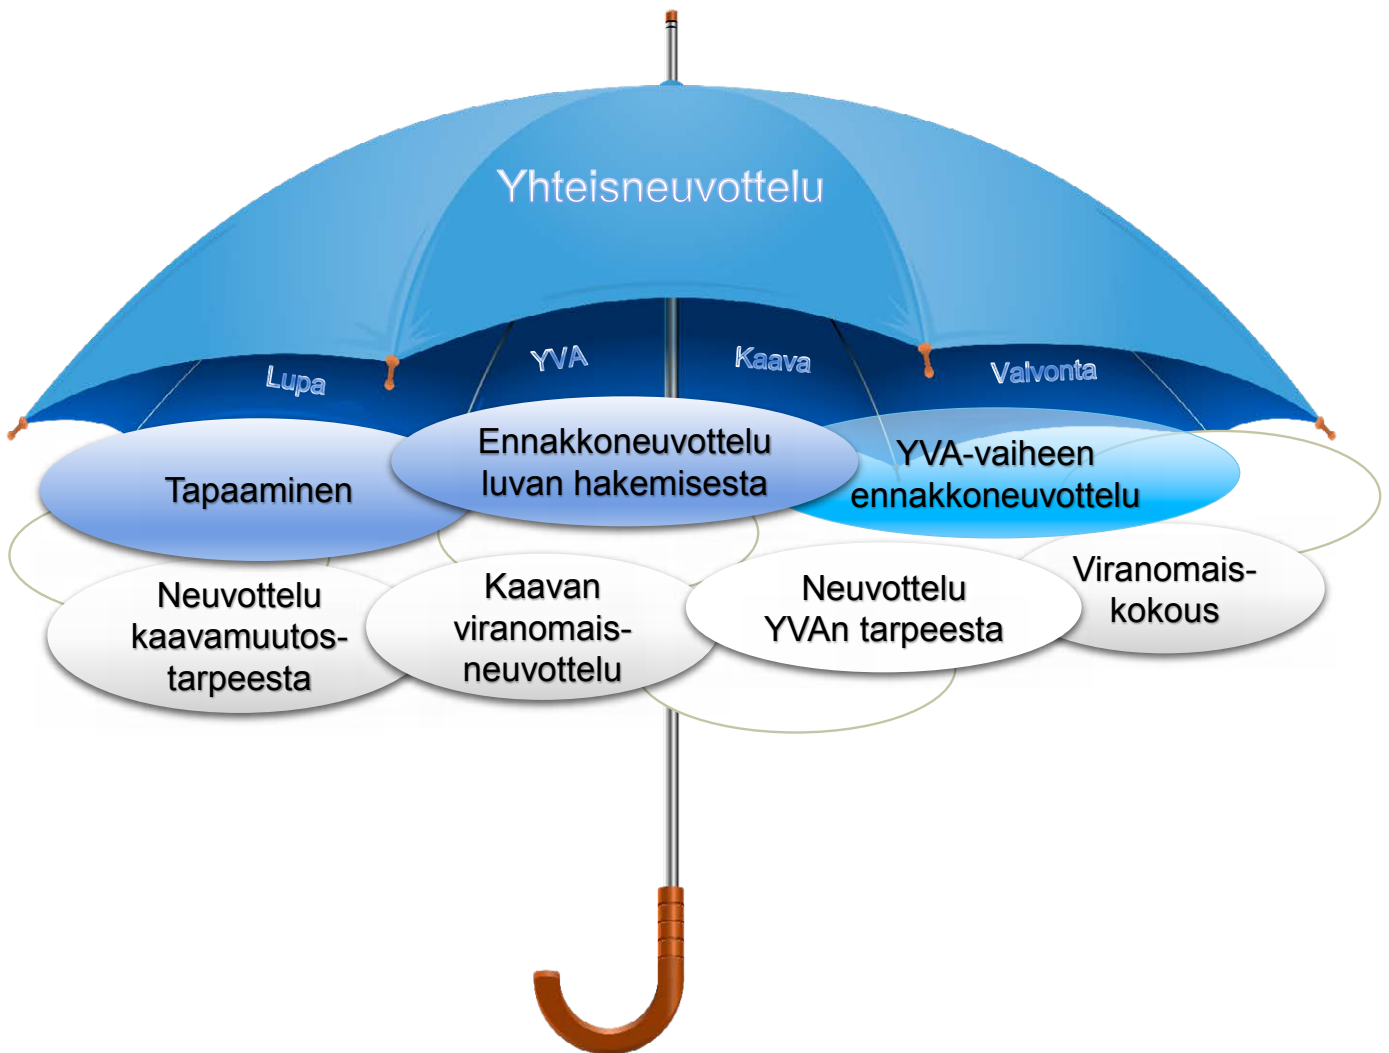 Yhteisneuvottelu
Lupa
YVA
Kaava
Valvonta
Tapaaminen
Ennakkoneuvottelu
luvan hakemisesta
YVA-vaiheen
ennakkoneuvottelu
Neuvottelu
kaavamuutos-
tarpeesta
Kaavan
viranomais-
neuvottelu
Neuvottelu
YVAn tarpeesta
Viranomais-
kokous